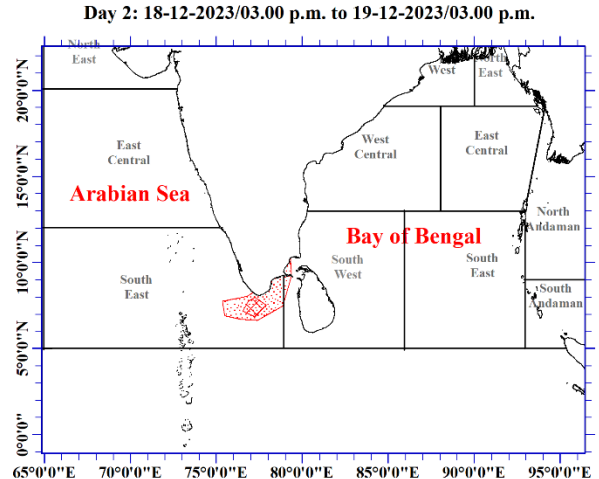 Day 2: 18-12-2023/03.00 p.m. to 19-12-2023/03.00 p.m.
North
East
West
North
East
20°0'0"N
East
Central
West
Central
East
Central
15°0'0"N
Arabian Sea
Bay of Bengal
North
Andaman
10°0'0"N
South
East
South
West
South
East
South
Andaman
5°0'0"N
0°0'0"
65°0'0"E
70°0'0"E
75°0'0"E
80°0'0"E
85°0'0"E
90°0'0"E
95°0'0"E